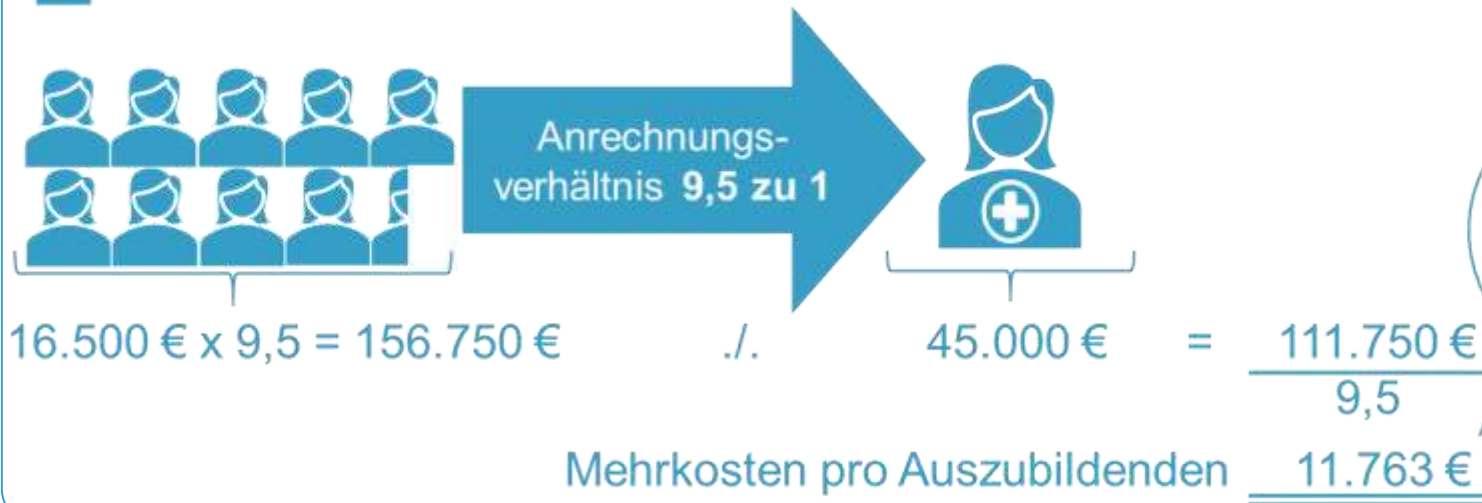 Anrechnungs-
verhältnis 9,5 zu 1
16.500 € x 9,5 = 156.750 € ./. 45.000 € = 111.750 €
9,5
Mehrkosten pro Auszubildenden 11.763 €